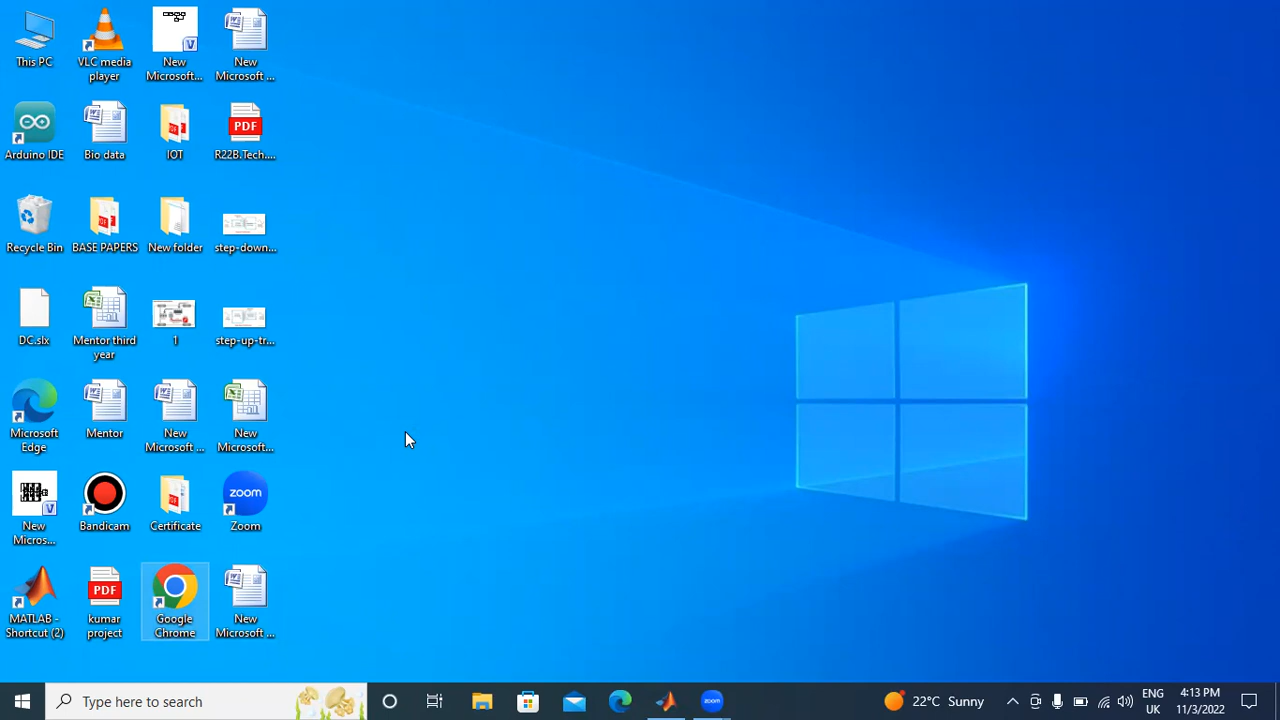 This PC
VLC media
player
New
Microsoft...
New
Microsoft ...
Arduino IDE
Bio data
IOT
PDF
R22B.Tech....
Recycle Bin
BASE PAPERS
New folder
step-down...
DC.slx
Mentor third
year
1
step-up-tr...
Microsoft
Edge
Mentor
New
Microsoft ...
New
Microsoft...
New
Micros...
Bandicam
Certificate
zoom
Zoom
MATLAB -
Shortcut (2)
PDF
kumar
project
Google
Chrome
New
Microsoft ...
Type here to search
zoom
22°C Sunny
ENG
UK
4:13 PM
11/3/2022